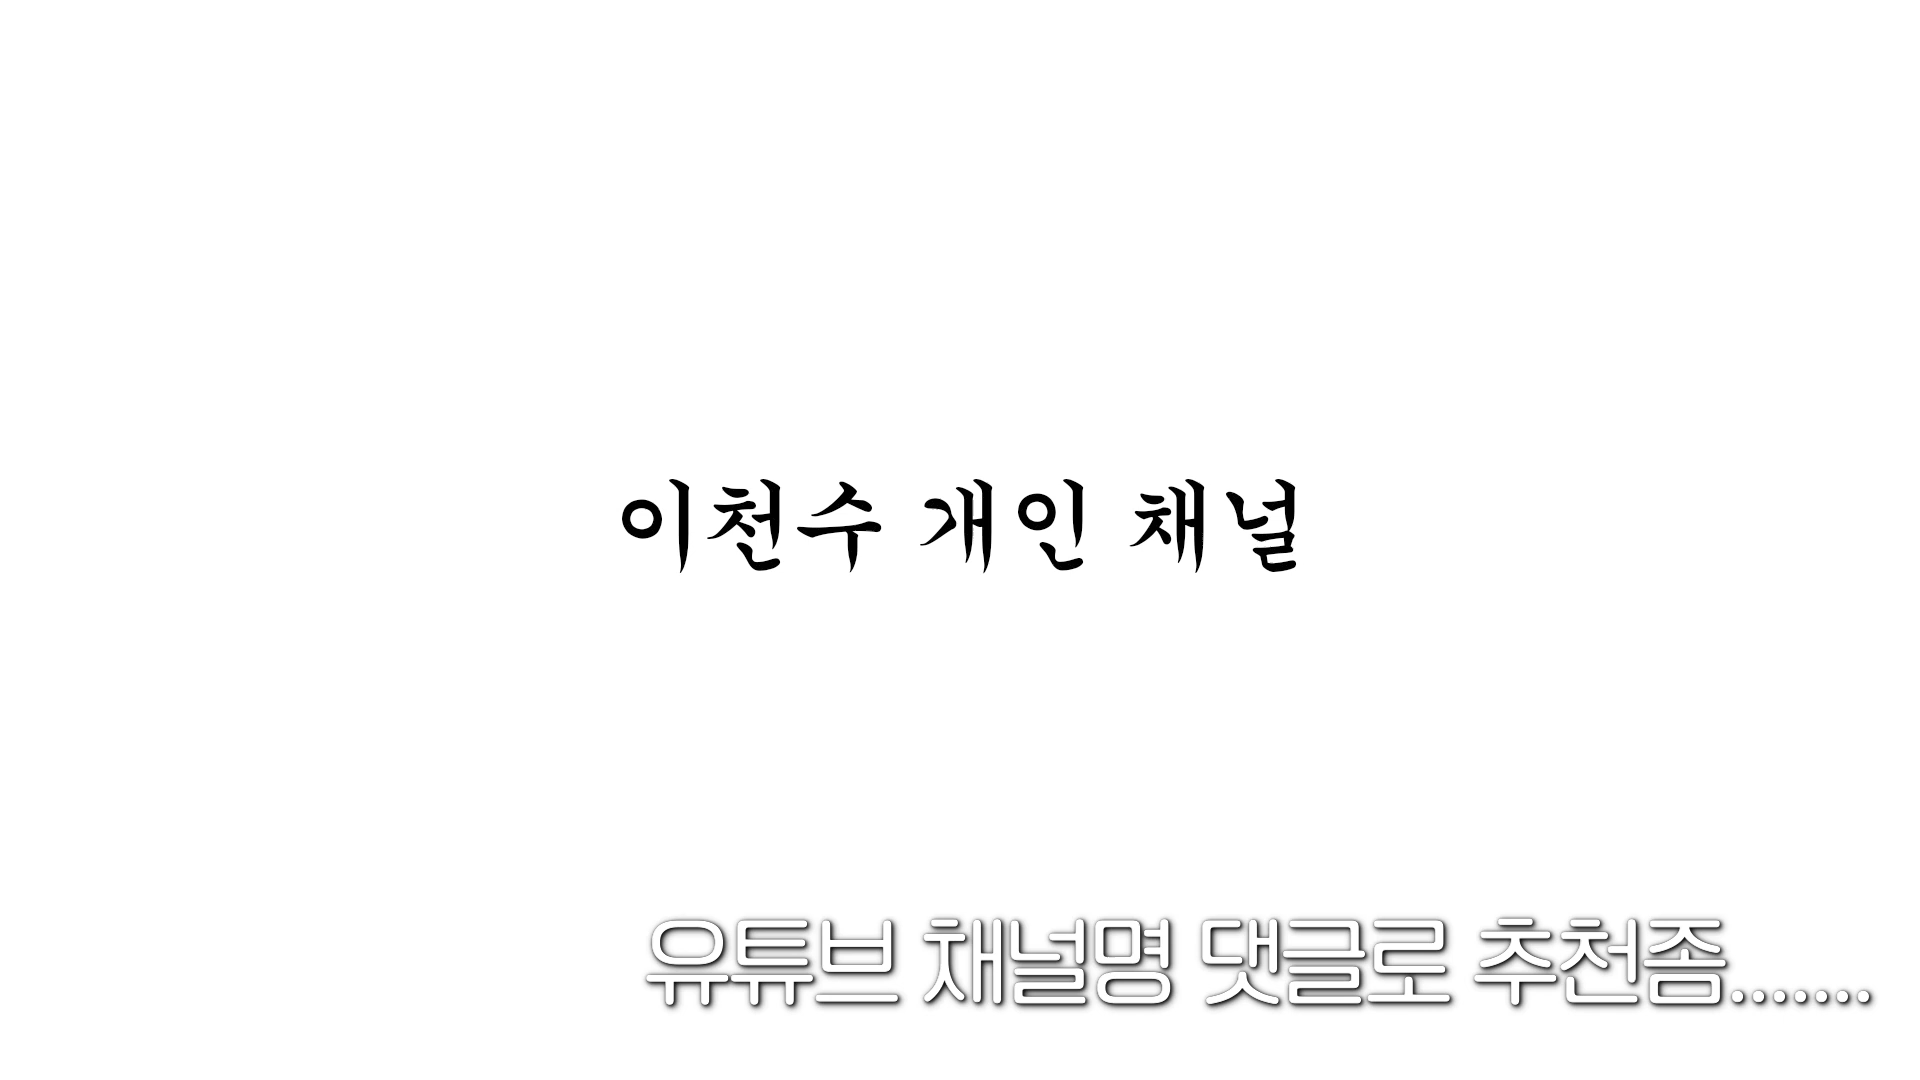 이천수 개인 채널
유튜브 채널명 댓글로 추천좀.......